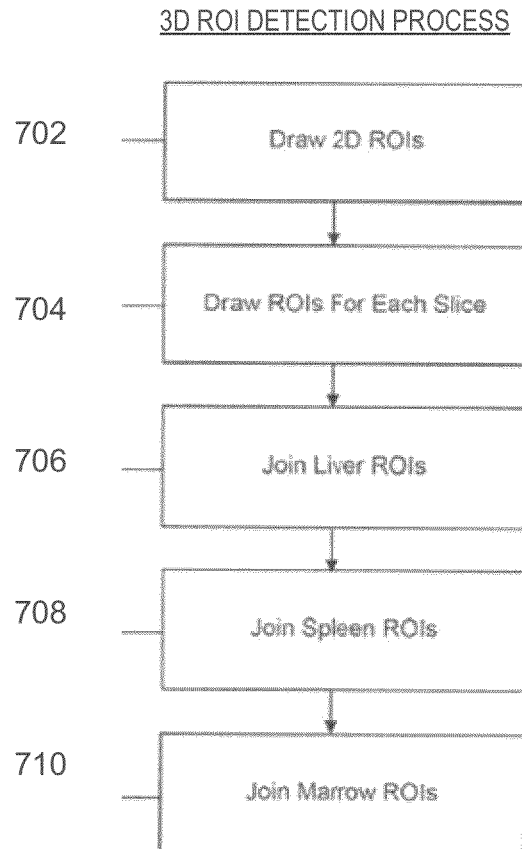 3D ROI DETECTION PROCESS
702
Draw 2D ROIs
704
Draw ROIs For Each Slice
706
Join Liver ROIs
708
Join Spleen ROIs
710
Join Marrow ROIs